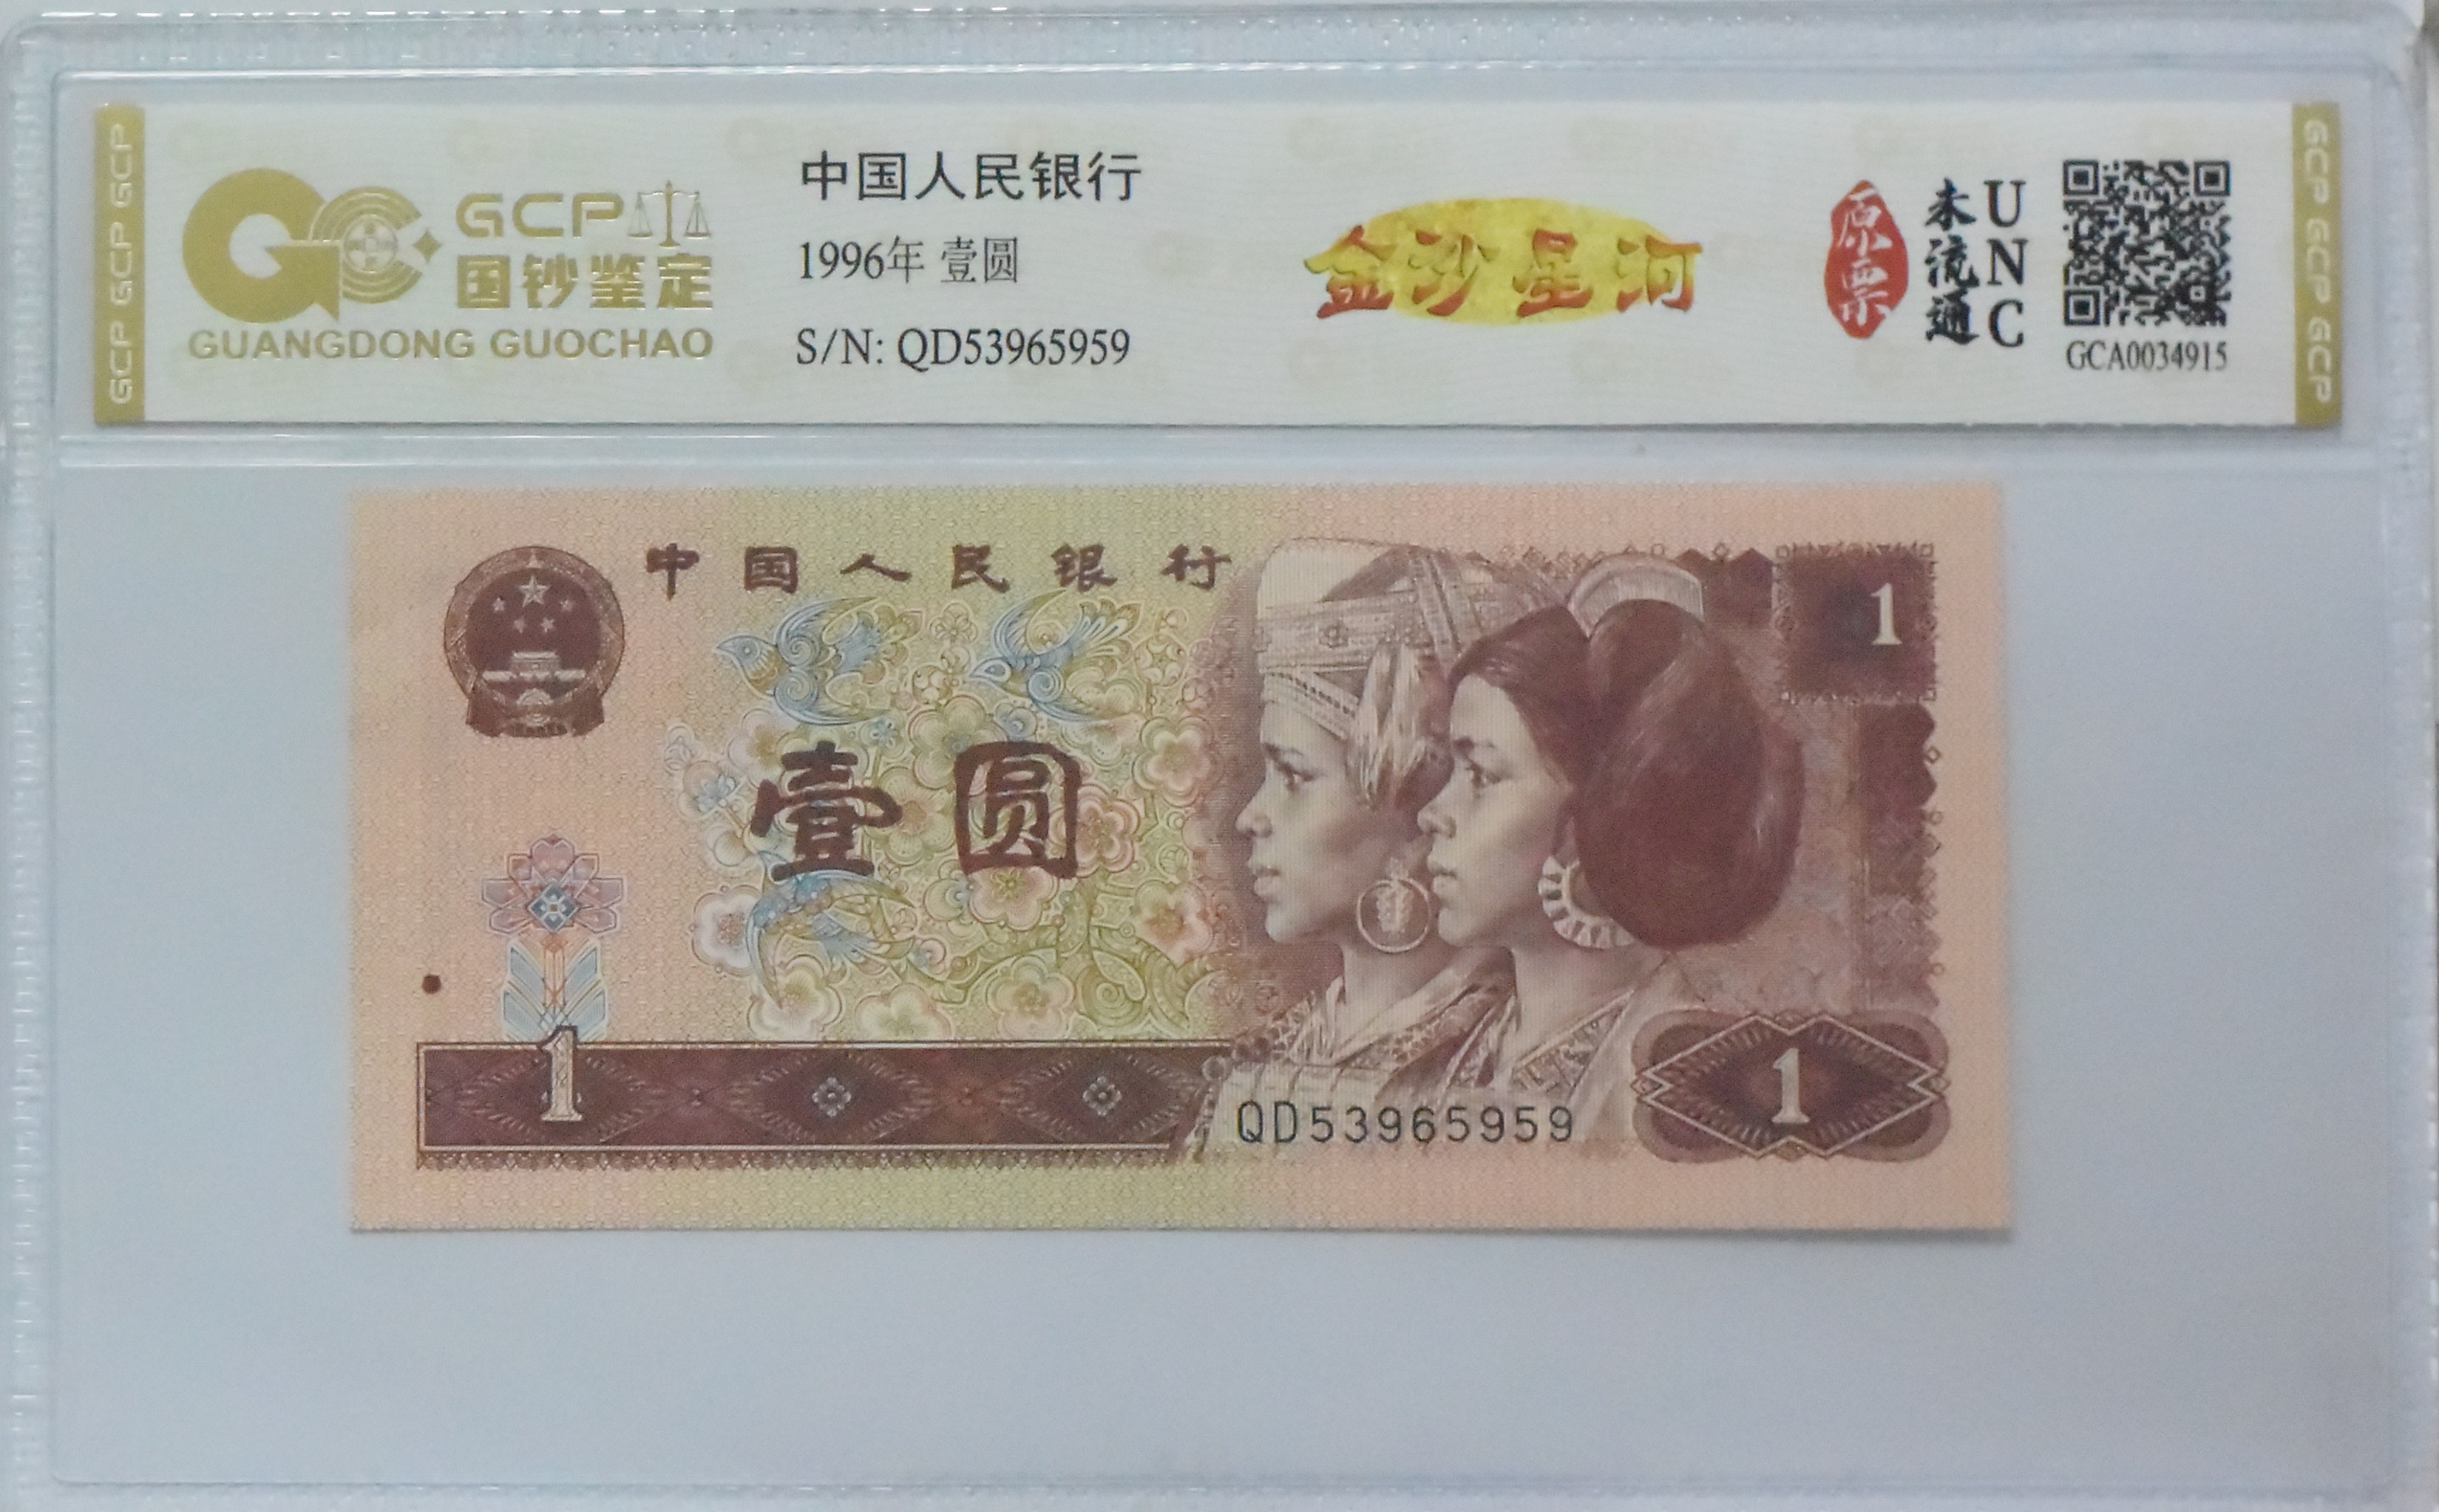 GCP GCP GCP
GCP
国钞鉴定
GUANGDONG GUOCHAO
中国人民银行
1996年 壹圆
S/N: QD53965959
金沙星河
原票
未流通
UNC
GCA0034915
GCP GCP GCP
中国人民银行
1
壹圆
1
QD53965959
1